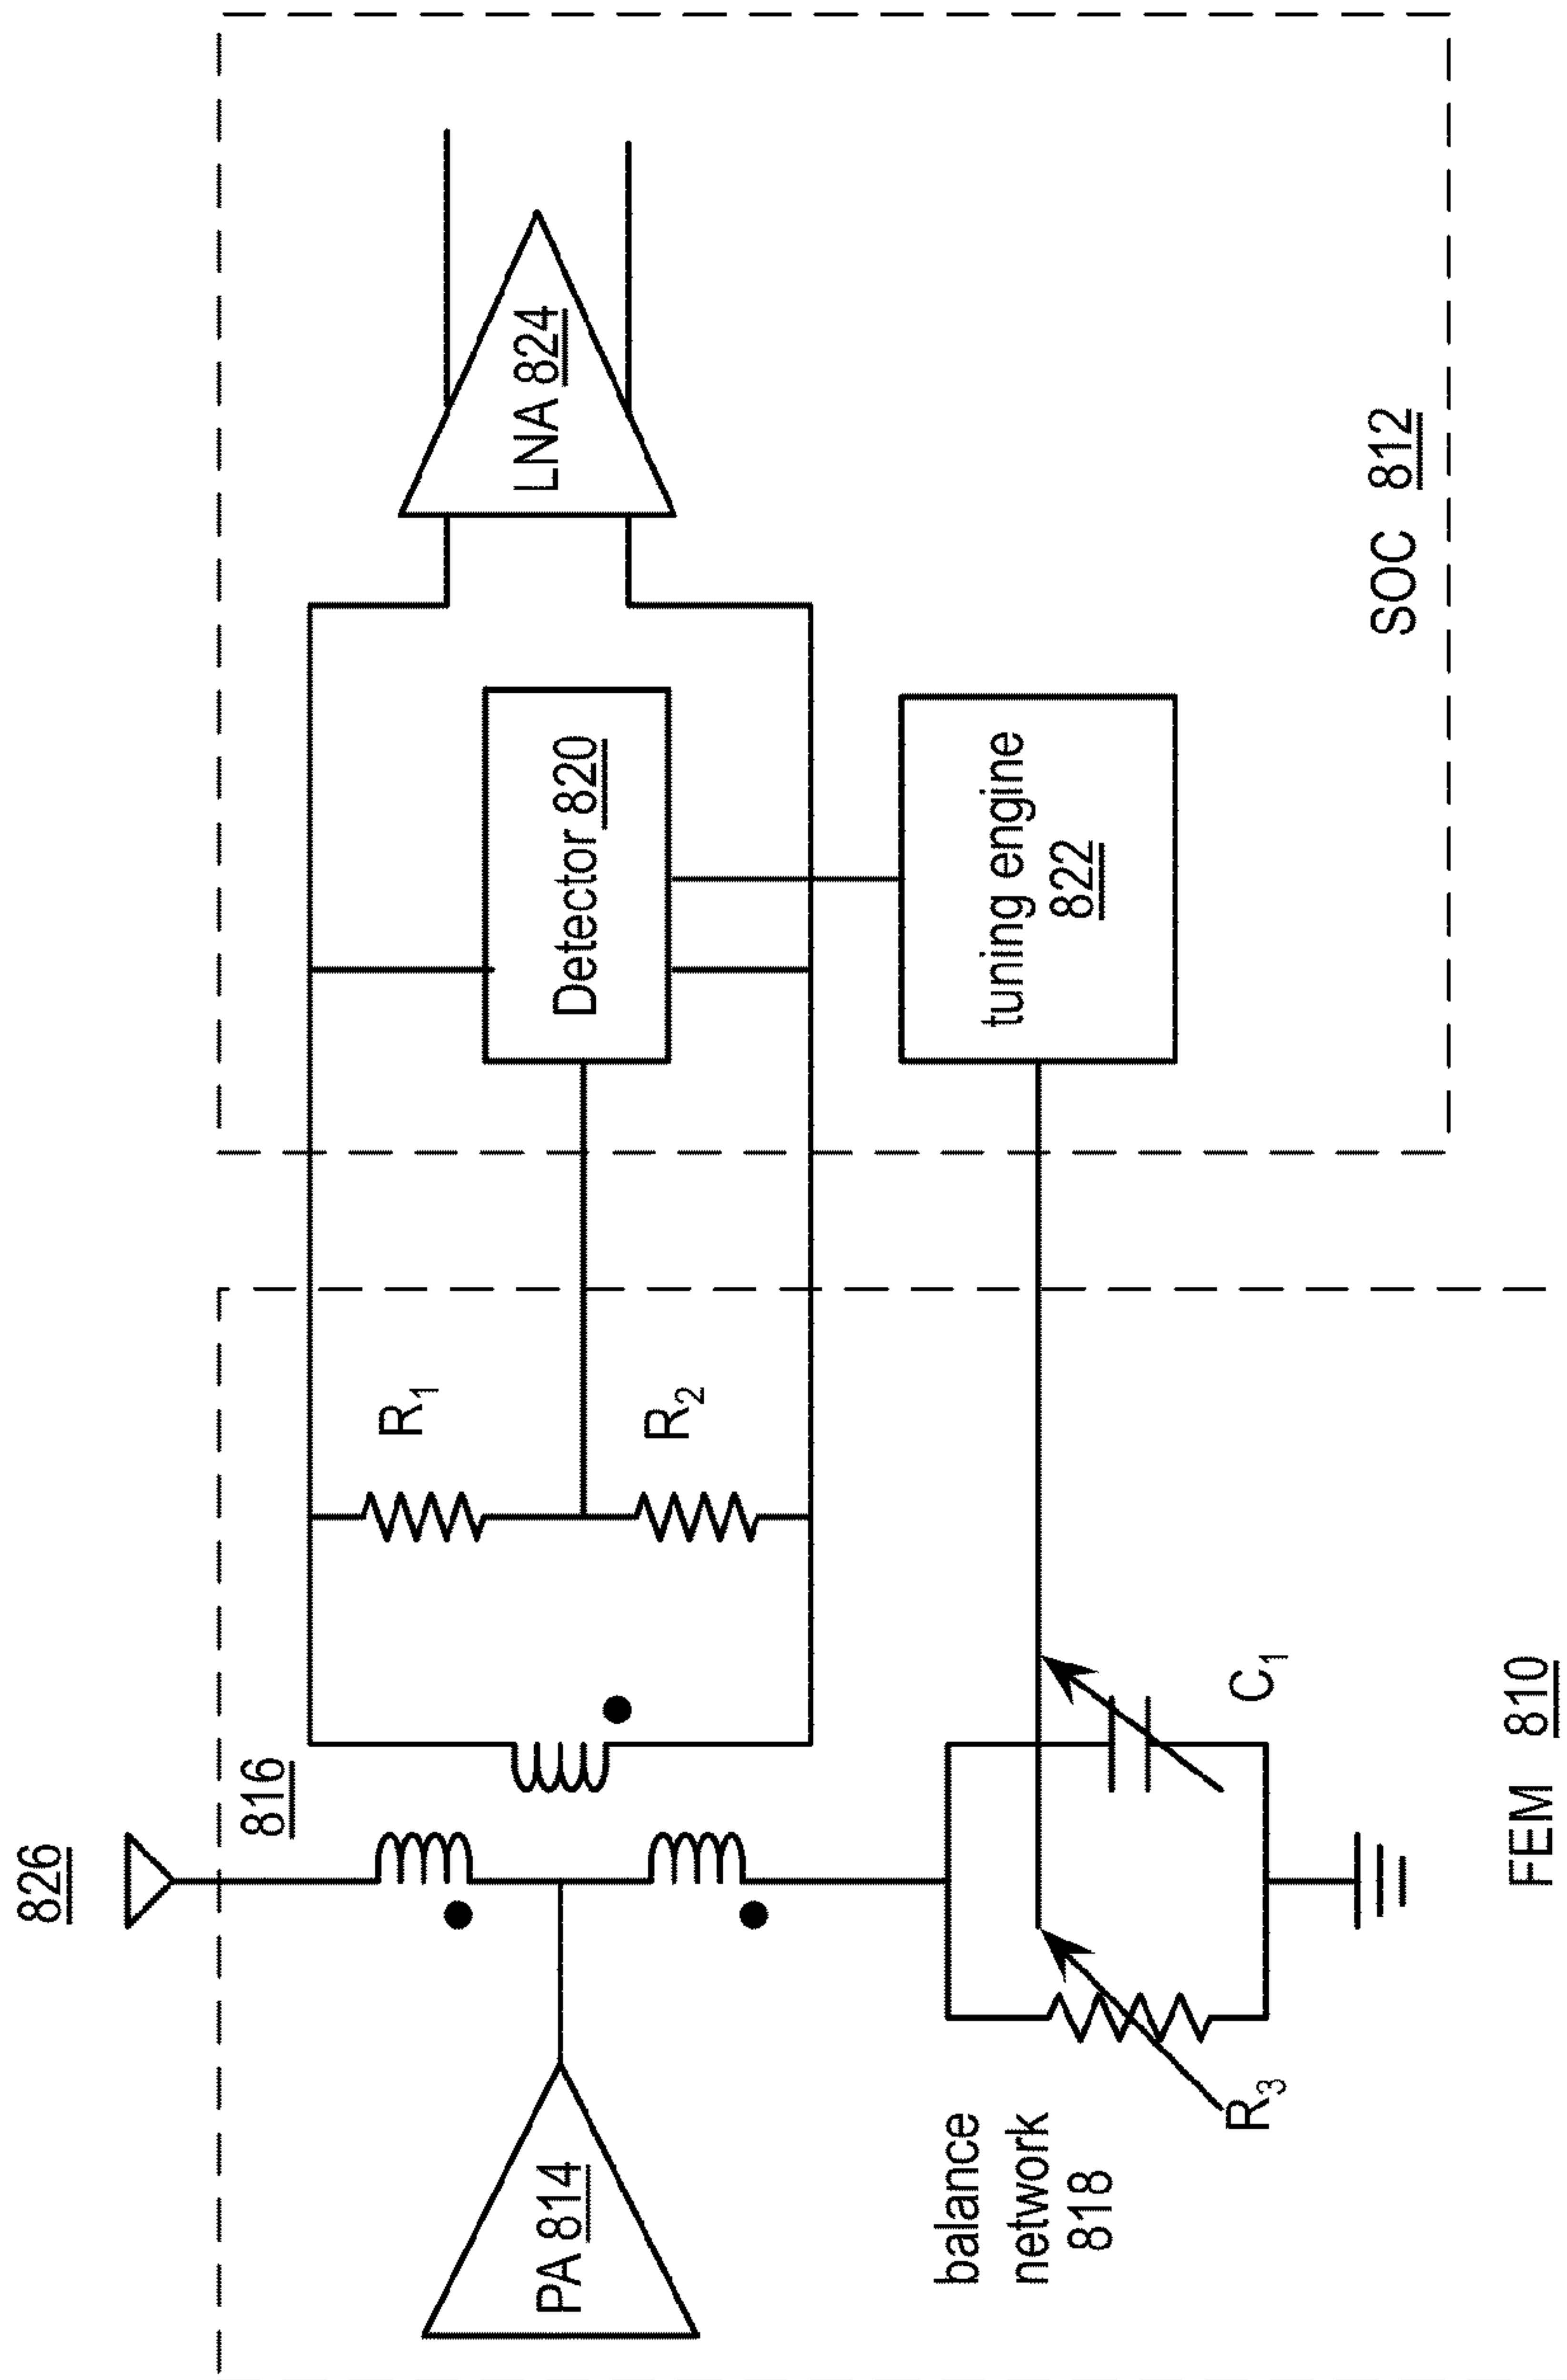 826
816
PA 814
R1
R2
Detector 820
LNA 824
balance
network
818
R3
C1
tuning engine
822
FEM 810
SOC 812